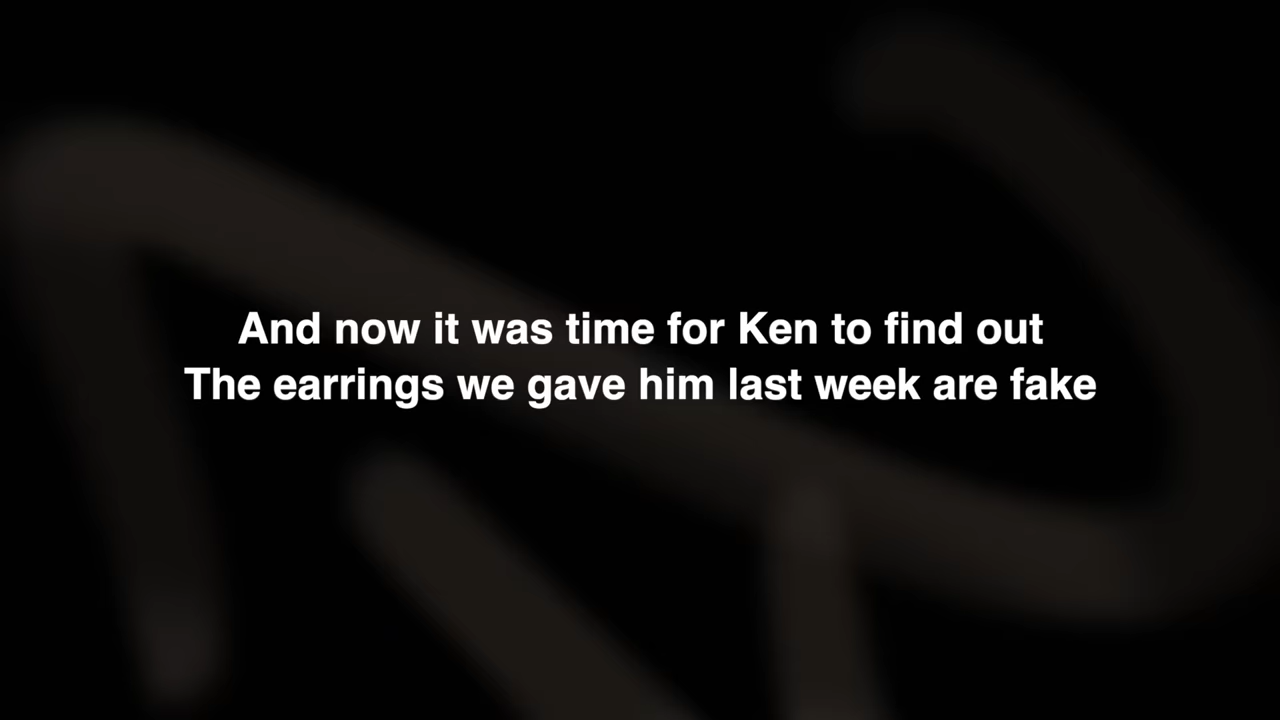 And now it was time for Ken to find out
The earrings we gave him last week are fake